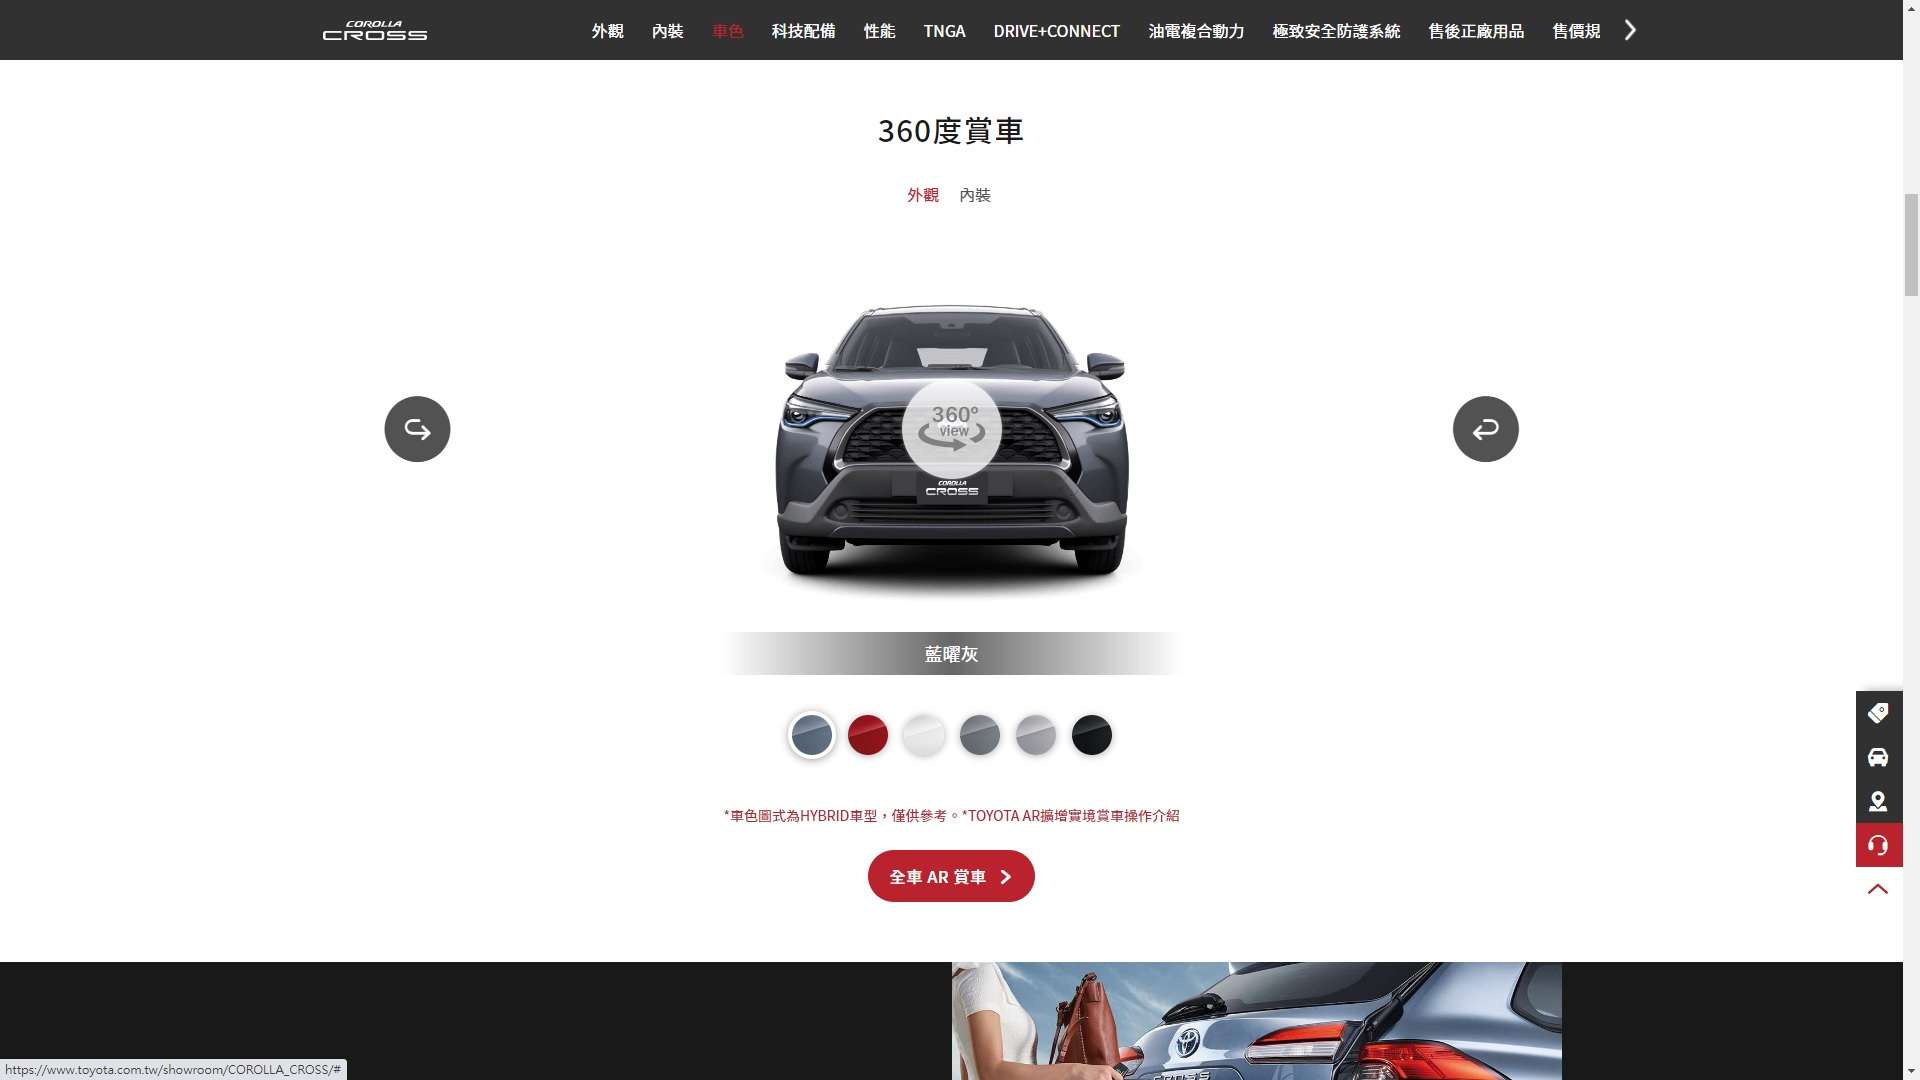 COROLLA
CROSS
外觀 內裝 車色 科技配備 性能 TNGA DRIVE+CONNECT 油電複合動力 極致安全防護系統 售後正廠用品 售價規
360度賞車
外觀 內裝
360°
view
COROLLA
CROSS
藍曜灰
*車色圖式為HYBRID車型，僅供參考。*TOYOTA AR擴增實境賞車操作介紹
全車 AR 賞車
CROSS
https://www.toyota.com.tw/showroom/COROLLA_CROSS/#